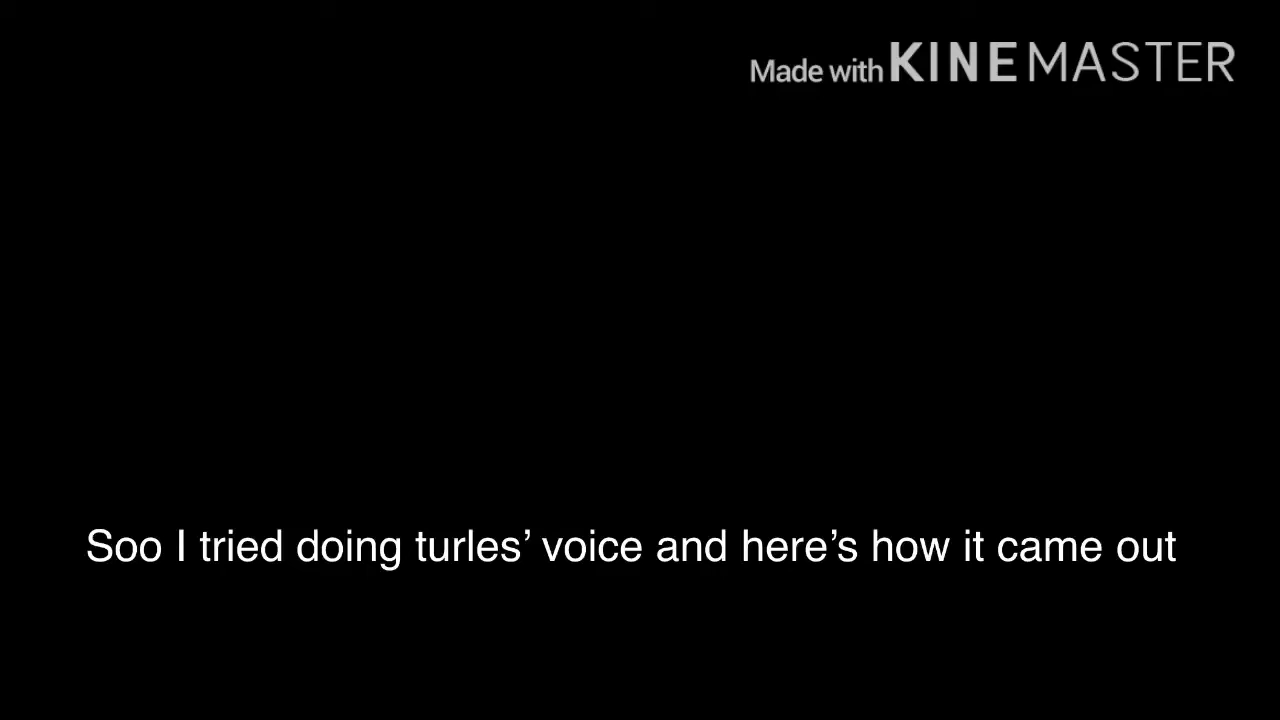 Made with KINEMASTER
Soo I tried doing turles’ voice and here’s how it came out